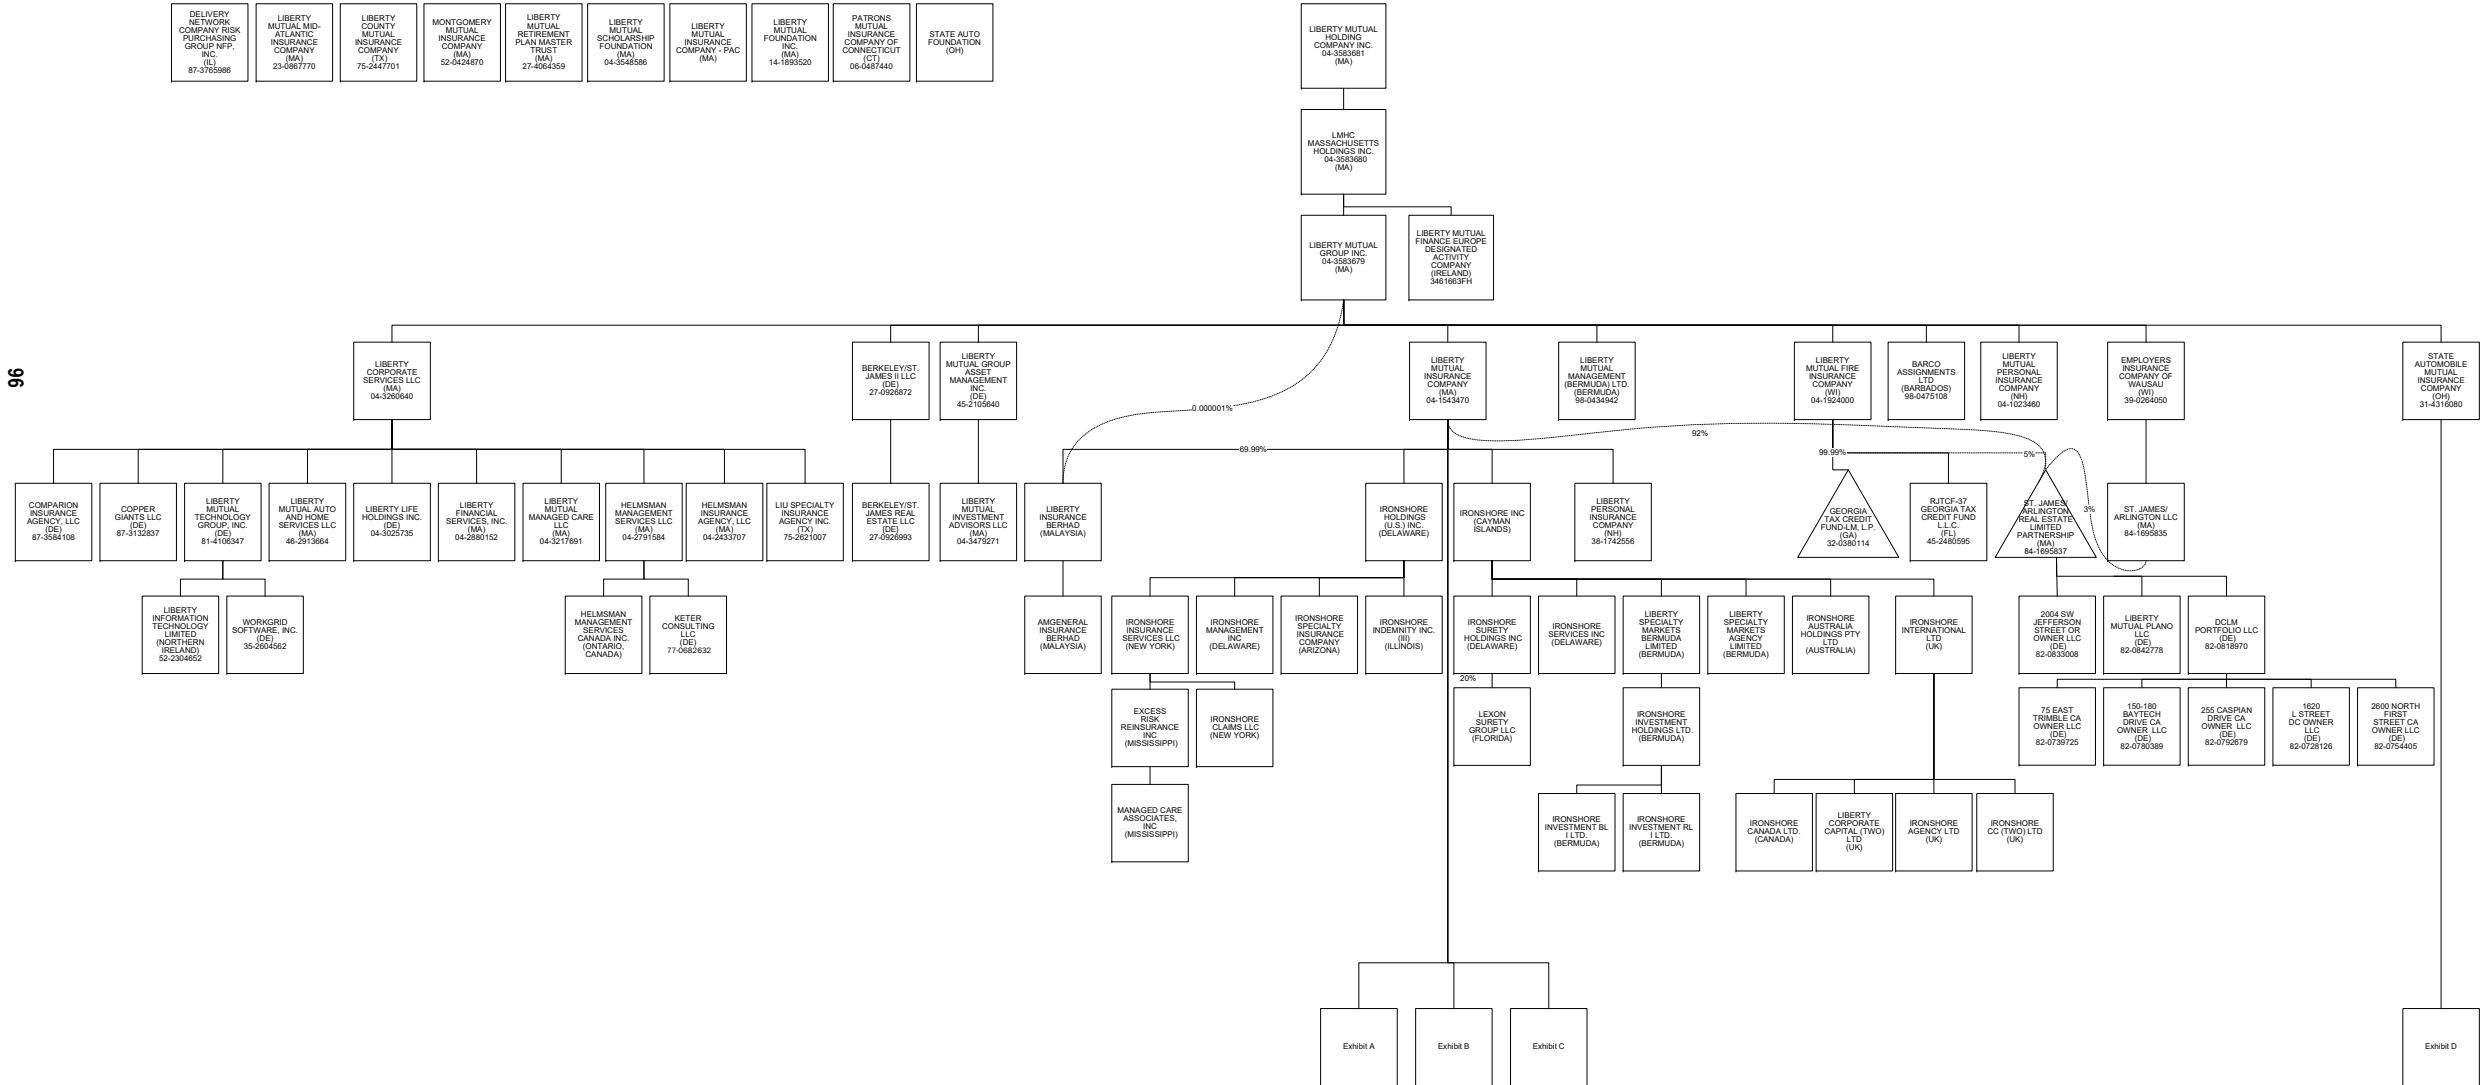 DELIVERY
NETWORK
COMPANY RISK
PURCHASING
GROUP NFP,
INC.
(IL)
87-3765986
LIBERTY
MUTUAL MID-
ATLANTIC
INSURANCE
COMPANY
(MA)
23-0867770
LIBERTY
COUNTY
MUTUAL
INSURANCE
COMPANY
(TX)
75-2447701
MONTGOMERY
MUTUAL
INSURANCE
COMPANY
(MA)
52-0424870
LIBERTY
MUTUAL
RETIREMENT
PLAN MASTER
TRUST
(MA)
27-4064359
LIBERTY
MUTUAL
SCHOLARSHIP
FOUNDATION
(MA)
04-3548586
LIBERTY
MUTUAL
INSURANCE
COMPANY - PAC
(MA)
LIBERTY
MUTUAL
FOUNDATION
INC.
(MA)
14-1893520
PATRONS
MUTUAL
INSURANCE
COMPANY OF
CONNECTICUT
(CT)
06-0487440
STATE AUTO
FOUNDATION
(OH)
LIBERTY MUTUAL
HOLDING
COMPANY INC.
04-3583681
(MA)
LMHC
MASSACHUSETTS
HOLDINGS INC.
04-3583680
(MA)
LIBERTY MUTUAL
GROUP INC.
04-3583679
(MA)
LIBERTY MUTUAL
FINANCE EUROPE
DESIGNATED
ACTIVITY
COMPANY
(IRELAND)
3461663FH
96
LIBERTY
CORPORATE
SERVICES LLC
(MA)
04-3260640
BERKELEY/ST.
JAMES II LLC
(DE)
27-0926872
LIBERTY
MUTUAL GROUP
ASSET
MANAGEMENT
INC.
(DE)
45-2105640
0.000001%
LIBERTY
MUTUAL
INSURANCE
COMPANY
(MA)
04-1543470
LIBERTY
MUTUAL
MANAGEMENT
(BERMUDA) LTD.
(BERMUDA)
98-0434942
LIBERTY
MUTUAL FIRE
INSURANCE
COMPANY
(WI)
04-1924000
BARCO
ASSIGNMENTS
LTD
(BARBADOS)
98-0475108
LIBERTY
MUTUAL
PERSONAL
INSURANCE
COMPANY
(NH)
04-1023460
EMPLOYERS
INSURANCE
COMPANY OF
WAUSAU
(WI)
39-0264050
STATE
AUTOMOBILE
MUTUAL
INSURANCE
COMPANY
(OH)
31-4316080
69.99%
92%
99.99%
5%
3%
COMPARION
INSURANCE
AGENCY, LLC
(DE)
87-3584108
COPPER
GIANTS LLC
(DE)
87-3132837
LIBERTY
MUTUAL
TECHNOLOGY
GROUP, INC.
(DE)
81-4106347
LIBERTY
MUTUAL AUTO
AND HOME
SERVICES LLC
(MA)
46-2913664
LIBERTY LIFE
HOLDINGS INC.
(DE)
04-3025735
LIBERTY
FINANCIAL
SERVICES, INC.
(MA)
04-2880152
LIBERTY
MUTUAL
MANAGED CARE
LLC
(MA)
04-3217691
HELMSMAN
MANAGEMENT
SERVICES LLC
(MA)
04-2791584
HELMSMAN
INSURANCE
AGENCY, LLC
(MA)
04-2433707
LIU SPECIALTY
INSURANCE
AGENCY INC.
(TX)
75-2621007
BERKELEY/ST.
JAMES REAL
ESTATE LLC
(DE)
27-0926993
LIBERTY
MUTUAL
INVESTMENT
ADVISORS LLC
(MA)
04-3479271
LIBERTY
INSURANCE
BERHAD
(MALAYSIA)
IRONSHORE
HOLDINGS
(U.S.) INC.
(DELAWARE)
IRONSHORE INC
(CAYMAN
ISLANDS)
LIBERTY
PERSONAL
INSURANCE
COMPANY
(NH)
38-1742556
GEORGIA
TAX CREDIT
FUND-LM, L.P.
(GA)
32-0380114
RJTCF-37
GEORGIA TAX
CREDIT FUND
L.L.C.
(FL)
45-2480595
ST. JAMES/
ARLINGTON
REAL ESTATE
LIMITED
PARTNERSHIP
(MA)
84-1695837
ST. JAMES/
ARLINGTON LLC
(MA)
84-1695835
LIBERTY
INFORMATION
TECHNOLOGY
LIMITED
(NORTHERN
IRELAND)
52-2304652
WORKGRID
SOFTWARE, INC.
(DE)
35-2604562
HELMSMAN
MANAGEMENT
SERVICES
CANADA INC.
(ONTARIO,
CANADA)
KETER
CONSULTING
LLC
(DE)
77-0682632
AMGENERAL
INSURANCE
BERHAD
(MALAYSIA)
IRONSHORE
INSURANCE
SERVICES LLC
(NEW YORK)
IRONSHORE
MANAGEMENT
INC
(DELAWARE)
IRONSHORE
SPECIALTY
INSURANCE
COMPANY
(ARIZONA)
IRONSHORE
INDEMNITY INC.
(III)
(ILLINOIS)
IRONSHORE
SURETY
HOLDINGS INC
(DELAWARE)
IRONSHORE
SERVICES INC
(DELAWARE)
LIBERTY
SPECIALTY
MARKETS
BERMUDA
LIMITED
(BERMUDA)
LIBERTY
SPECIALTY
MARKETS
AGENCY
LIMITED
(BERMUDA)
IRONSHORE
AUSTRALIA
HOLDINGS PTY
LTD
(AUSTRALIA)
IRONSHORE
INTERNATIONAL
LTD
(UK)
2004 SW
JEFFERSON
STREET OR
OWNER LLC
(DE)
82-0833008
LIBERTY
MUTUAL PLANO
LLC
(DE)
82-0842778
DCLM
PORTFOLIO LLC
(DE)
82-0818970
20%
EXCESS
RISK
REINSURANCE
INC
(MISSISSIPPI)
IRONSHORE
CLAIMS LLC
(NEW YORK)
LEXON
SURETY
GROUP LLC
(FLORIDA)
IRONSHORE
INVESTMENT
HOLDINGS LTD.
(BERMUDA)
75 EAST
TRIMBLE CA
OWNER LLC
(DE)
82-0739725
150-180
BAYTECH
DRIVE CA
OWNER LLC
(DE)
82-0780389
255 CASPIAN
DRIVE CA
OWNER LLC
(DE)
82-0792679
1620
L STREET
DC OWNER
LLC
(DE)
82-0728126
2600 NORTH
FIRST
STREET CA
OWNER LLC
(DE)
82-0754405
MANAGED CARE
ASSOCIATES,
INC
(MISSISSIPPI)
IRONSHORE
INVESTMENT BL
I LTD.
(BERMUDA)
IRONSHORE
INVESTMENT RL
I LTD.
(BERMUDA)
IRONSHORE
CANADA LTD.
(CANADA)
LIBERTY
CORPORATE
CAPITAL (TWO)
LTD
(UK)
IRONSHORE
AGENCY LTD
(UK)
IRONSHORE
CC (TWO) LTD
(UK)
Exhibit A
Exhibit B
Exhibit C
Exhibit D